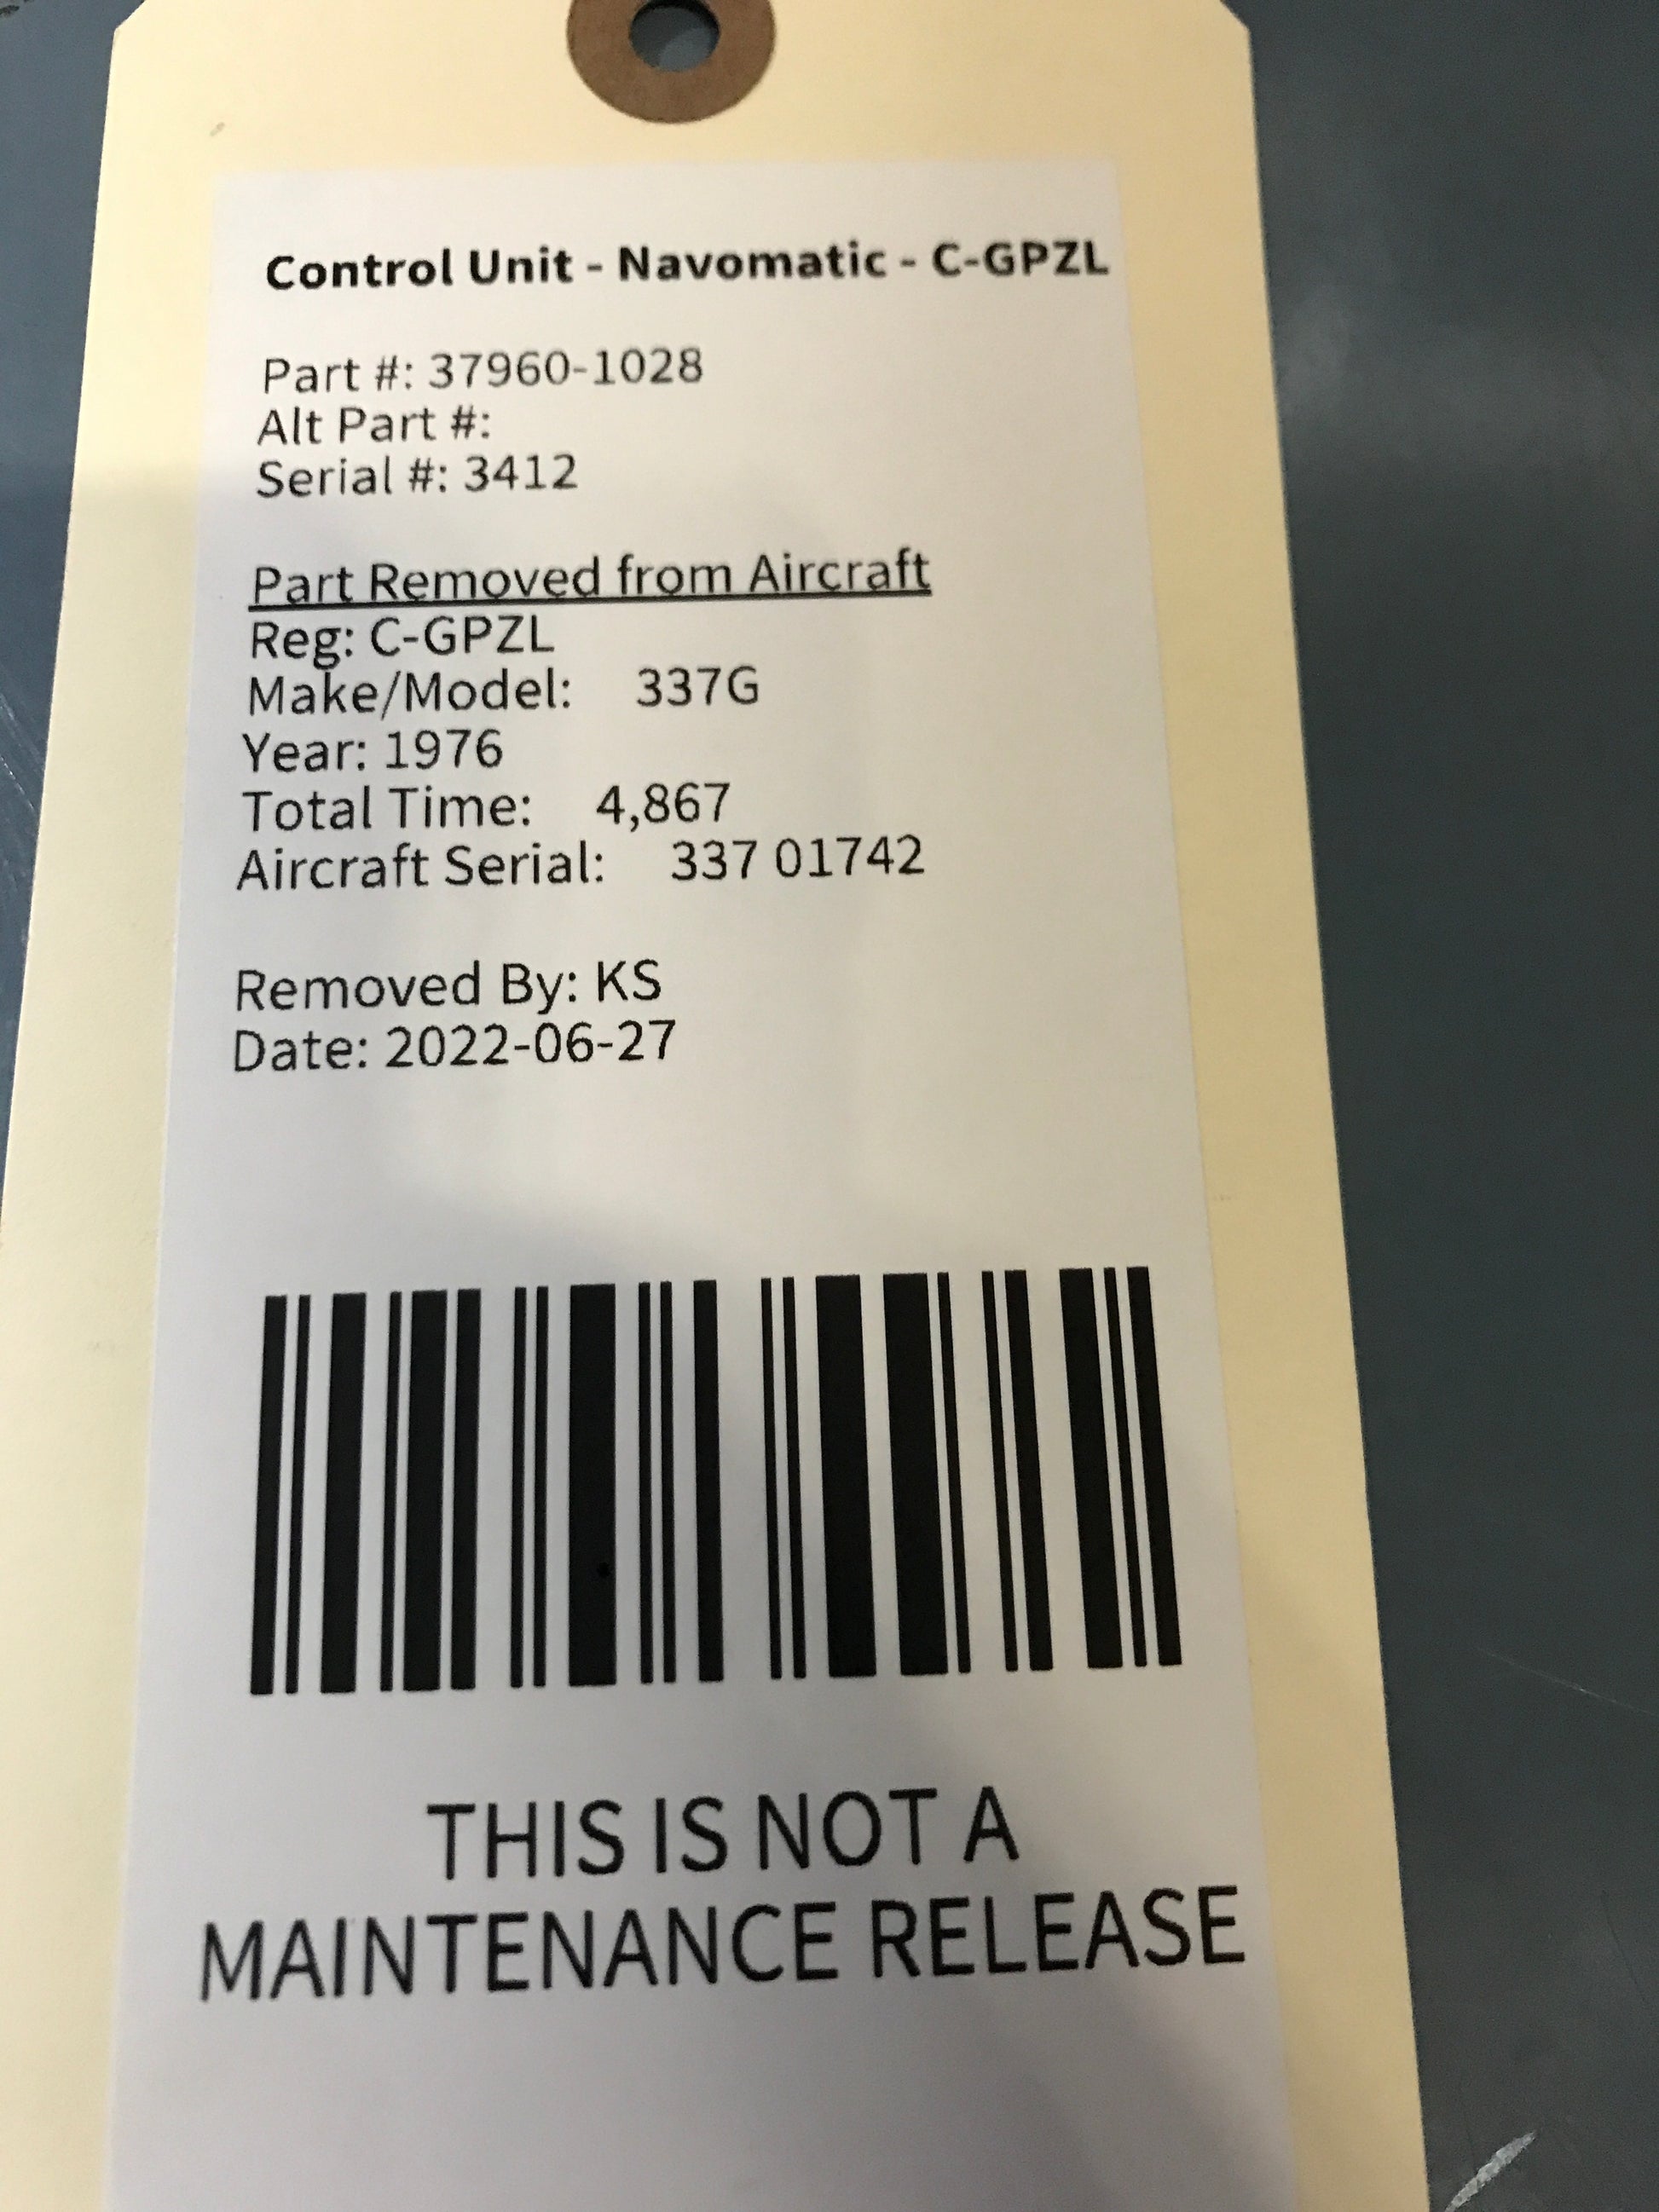 Control Unit - Navomatic - C-GPZL
Part #: 37960-1028
Alt Part #:
Serial #: 3412
Part Removed from Aircraft
Reg: C-GPZL
Make/Model: 337G
Year: 1976
Total Time: 4,867
Aircraft Serial: 337 01742
Removed By: KS
Date: 2022-06-27
THIS IS NOT A
MAINTENANCE RELEASE